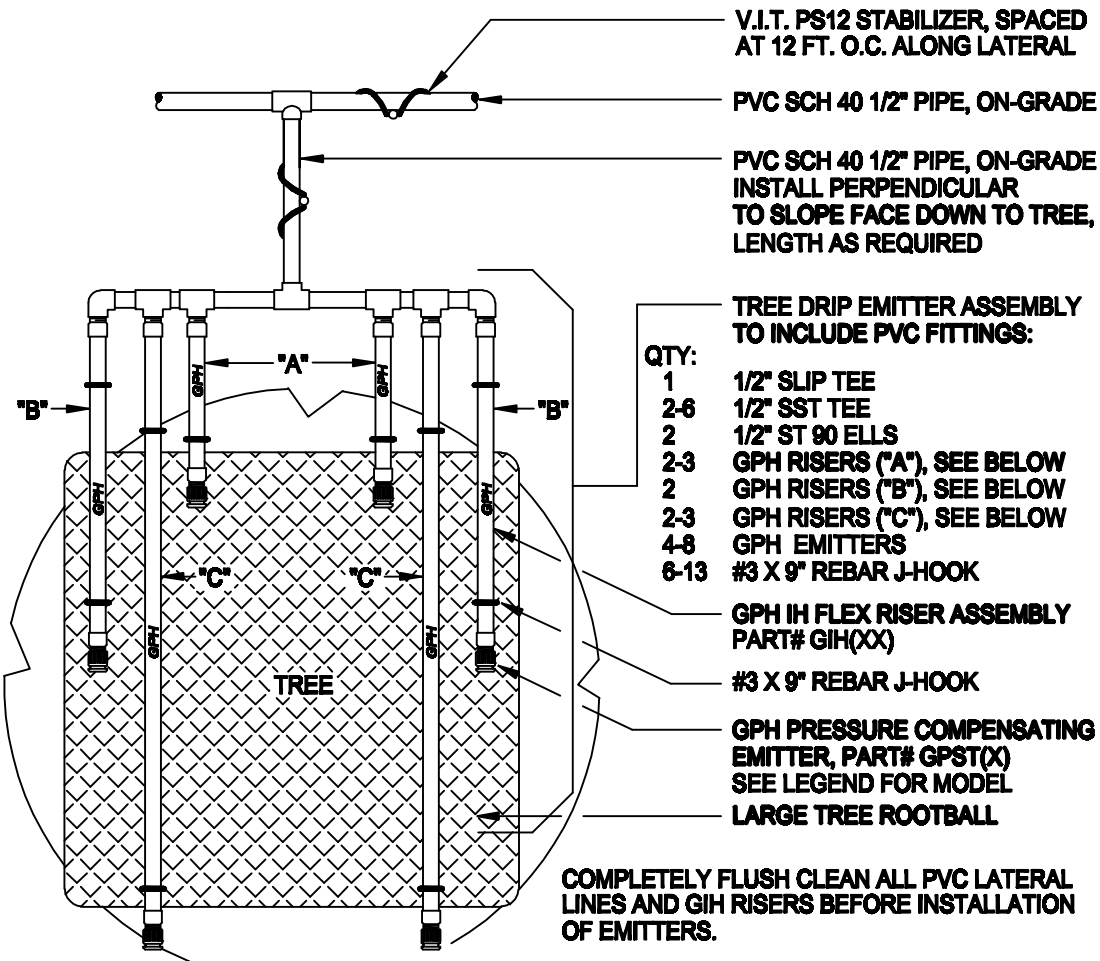 V.I.T. PS12 STABILIZER, SPACED
AT 12 FT. O.C. ALONG LATERAL
PVC SCH 40 1/2" PIPE, ON-GRADE
PVC SCH 40 1/2" PIPE, ON-GRADE
INSTALL PERPENDICULAR
TO SLOPE FACE DOWN TO TREE,
LENGTH AS REQUIRED
TREE DRIP EMITTER ASSEMBLY
TO INCLUDE PVC FITTINGS:
QTY:
1 1/2" SLIP TEE
2-6 1/2" SST TEE
2 1/2" ST 90 ELLS
2-3 GPH RISERS ("A"), SEE BELOW
2 GPH RISERS ("B"), SEE BELOW
2-3 GPH RISERS ("C"), SEE BELOW
4-8 GPH EMITTERS
6-13 #3 X 9" REBAR J-HOOK
GPH IH FLEX RISER ASSEMBLY
PART# GIH(XX)
#3 X 9" REBAR J-HOOK
GPH PRESSURE COMPENSATING
EMITTER, PART# GPST(X)
SEE LEGEND FOR MODEL
LARGE TREE ROOTBALL
COMPLETELY FLUSH CLEAN ALL PVC LATERAL
LINES AND GIH RISERS BEFORE INSTALLATION
OF EMITTERS.
"A"
GPH
GPH
"B"
"B"
GPH
GPH
"C"
"C"
GPH
GPH
TREE